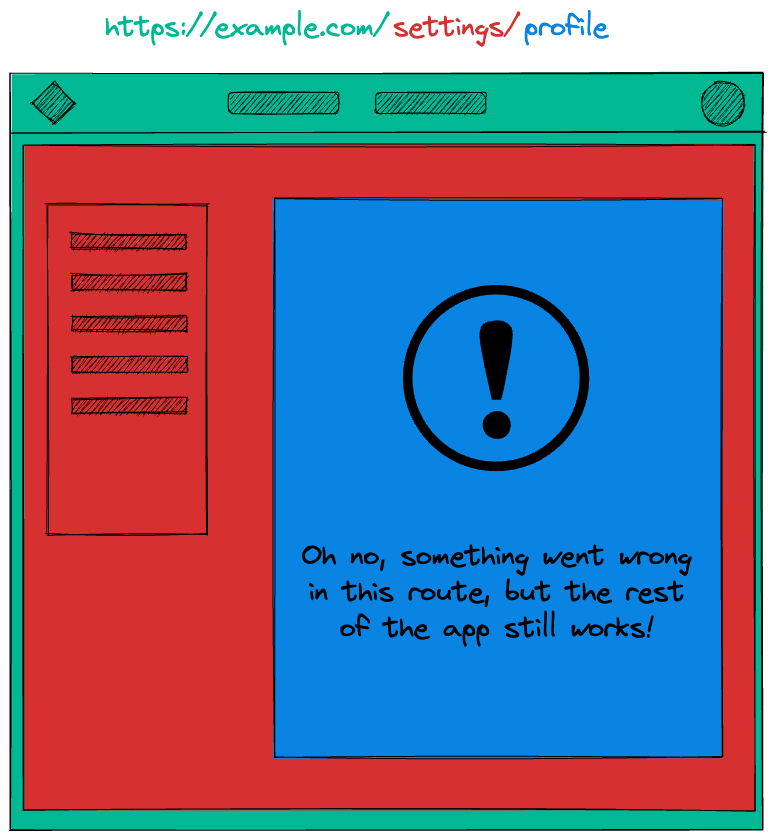 https://example.com/settings/profile
Oh no, something went wrong
in this route, but the rest
of the app still works!